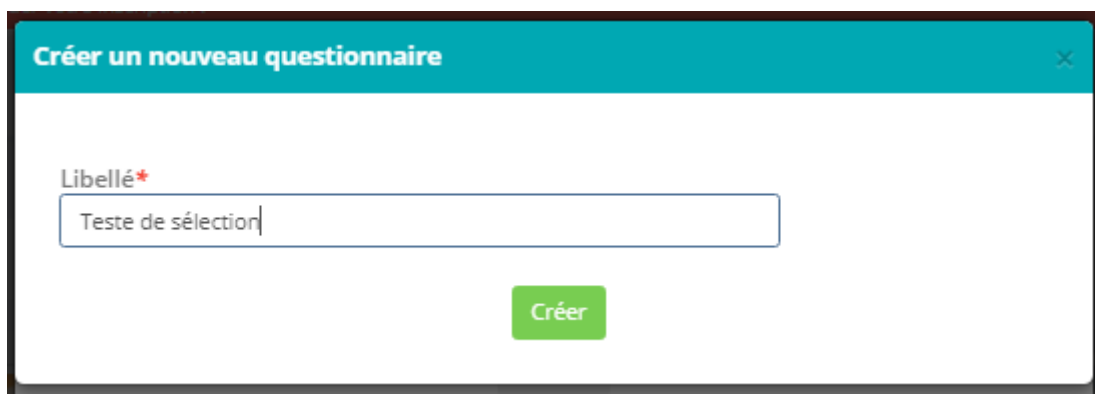 Créer un nouveau questionnaire
×
Libellé*
Teste de sélection
Créer